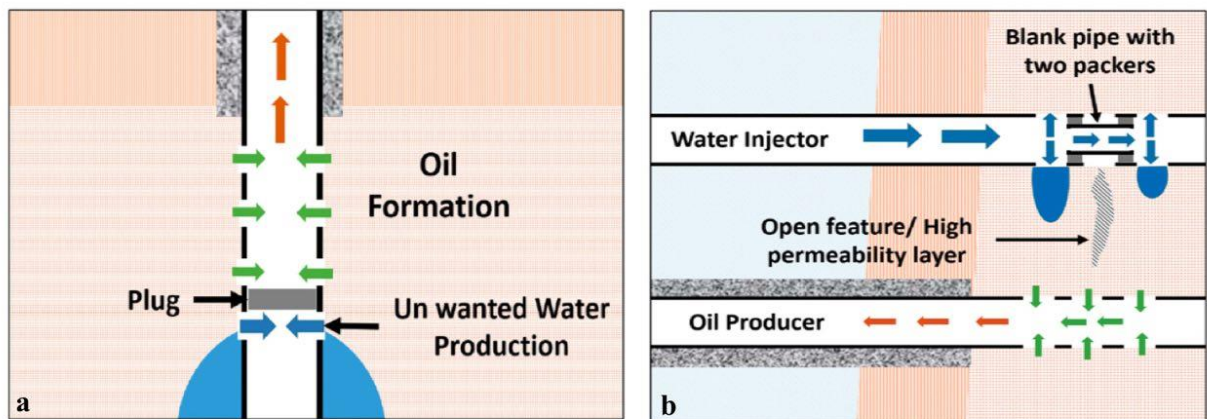 Oil
Formation
Plug
Un wanted Water
Production
a
Blank pipe with
two packers
Water Injector
Open feature/ High
permeability layer
Oil Producer
b